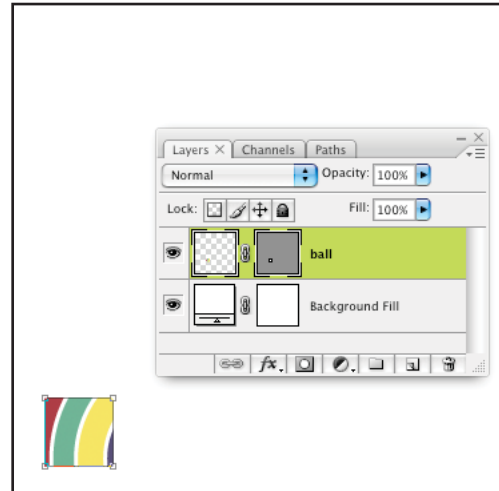 Layers × Channels Paths
Normal Opacity: 100%
Lock: Fill: 100%
ball
Background Fill
fx.